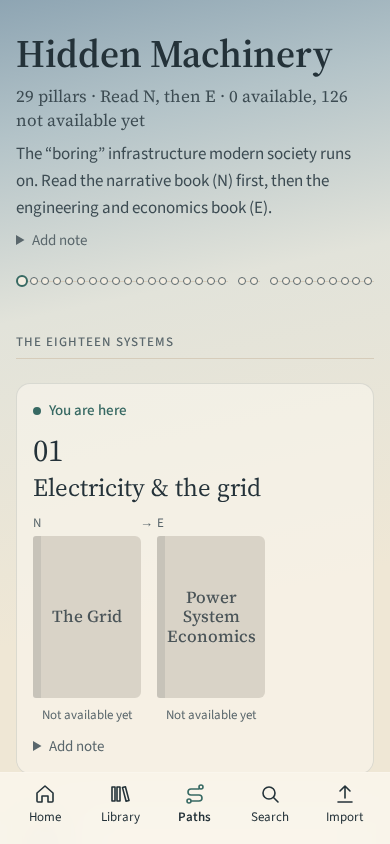 Hidden Machinery
29 pillars · Read N, then E · 0 available, 126
not available yet
The “boring” infrastructure modern society runs
on. Read the narrative book (N) first, then the
engineering and economics book (E).
Add note
THE EIGHTEEN SYSTEMS
You are here
01
Electricity & the grid
N → E
The Grid
Power
System
Economics
Not available yet
Not available yet
Add note
Home
Library
Paths
Search
Import